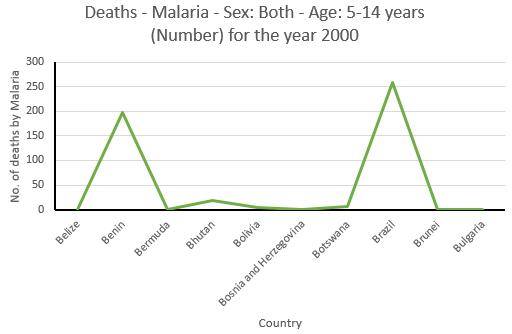 Deaths - Malaria - Sex: Both - Age: 5-14 years
(Number) for the year 2000
No. of deaths by Malaria
300
250
200
150
100
50
0
Belize
Benin
Bermuda
Bhutan
Bolivia
Bosnia and Herzegovina
Botswana
Brazil
Brunei
Bulgaria
Country